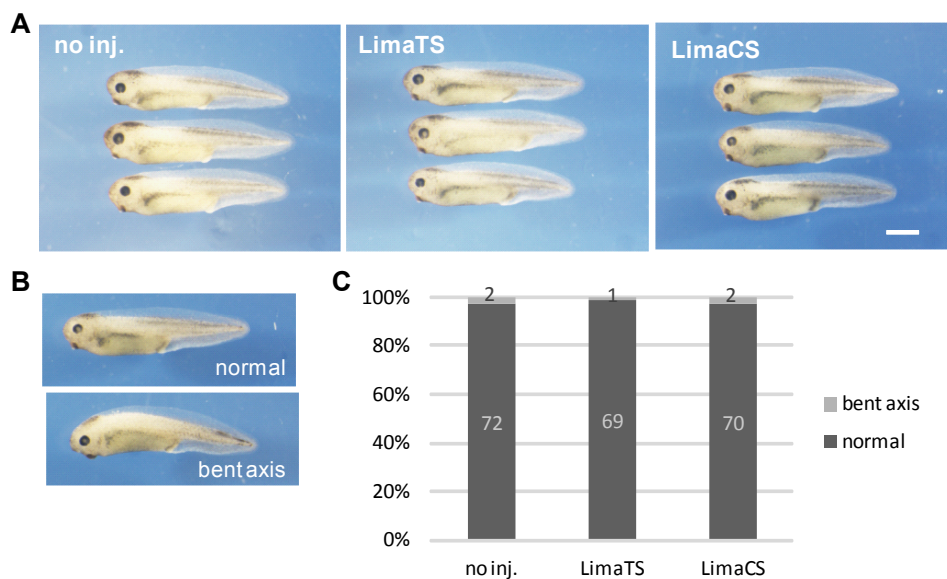 A
no inj.
LimaTS
LimaCS
B
normal
bent axis
C
100%
80%
60%
40%
20%
0%
2
1
2
72
69
70
no inj.
LimaTS
LimaCS
bent axis
normal